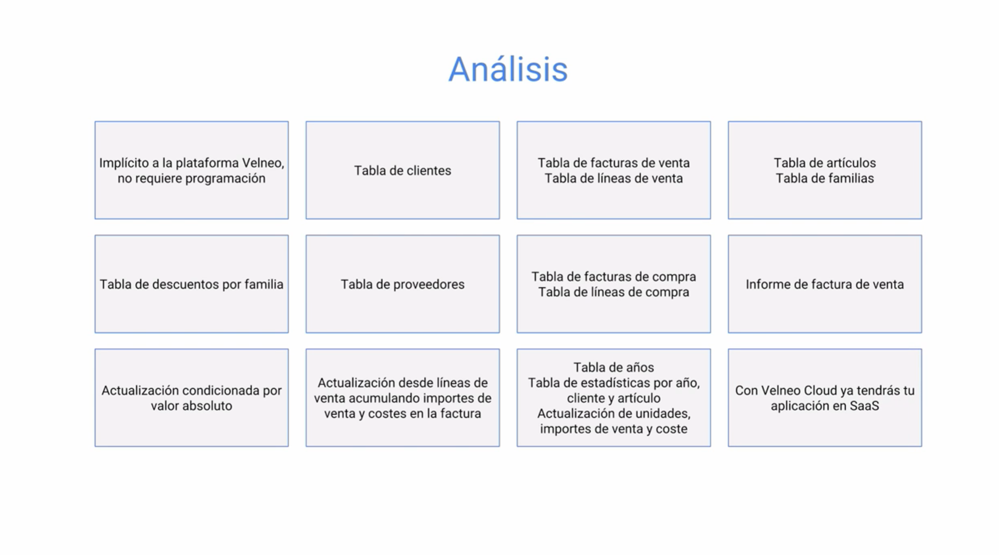 Análisis
Implícito a la plataforma Velneo,
no requiere programación
Tabla de clientes
Tabla de facturas de venta
Tabla de líneas de venta
Tabla de artículos
Tabla de familias
Tabla de descuentos por familia
Tabla de proveedores
Tabla de facturas de compra
Tabla de líneas de compra
Informe de factura de venta
Actualización condicionada por
valor absoluto
Actualización desde líneas de
venta acumulando importes de
venta y costes en la factura
Tabla de años
Tabla de estadísticas por año,
cliente y artículo
Actualización de unidades,
importes de venta y coste
Con Velneo Cloud ya tendrás tu
aplicación en SaaS